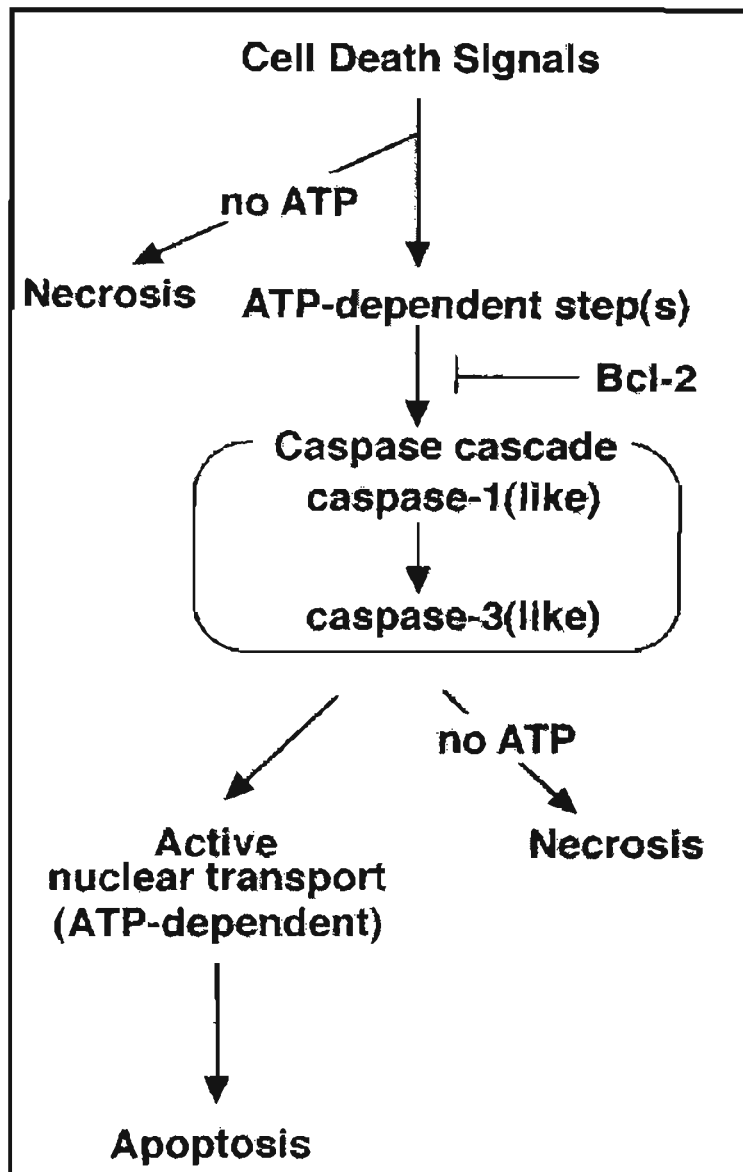 Cell Death Signals
no ATP
Necrosis
ATP-dependent step(s)
Bcl-2
Caspase cascade
caspase-1(like)
caspase-3(like)
no ATP
Active
nuclear transport
(ATP-dependent)
Necrosis
Apoptosis